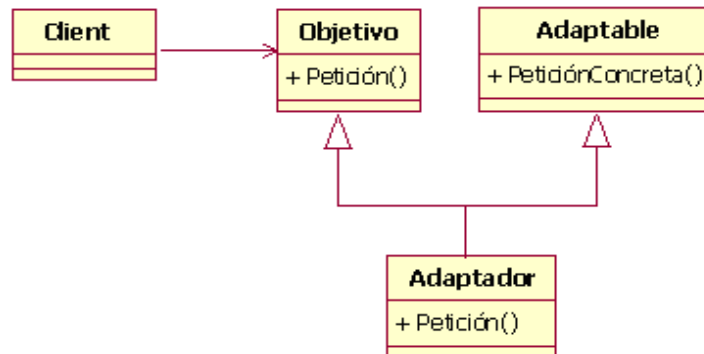 Client
Objetivo
+ Petición()
Adaptable
+ PeticiónConcreta()
Adaptador
+ Petición()